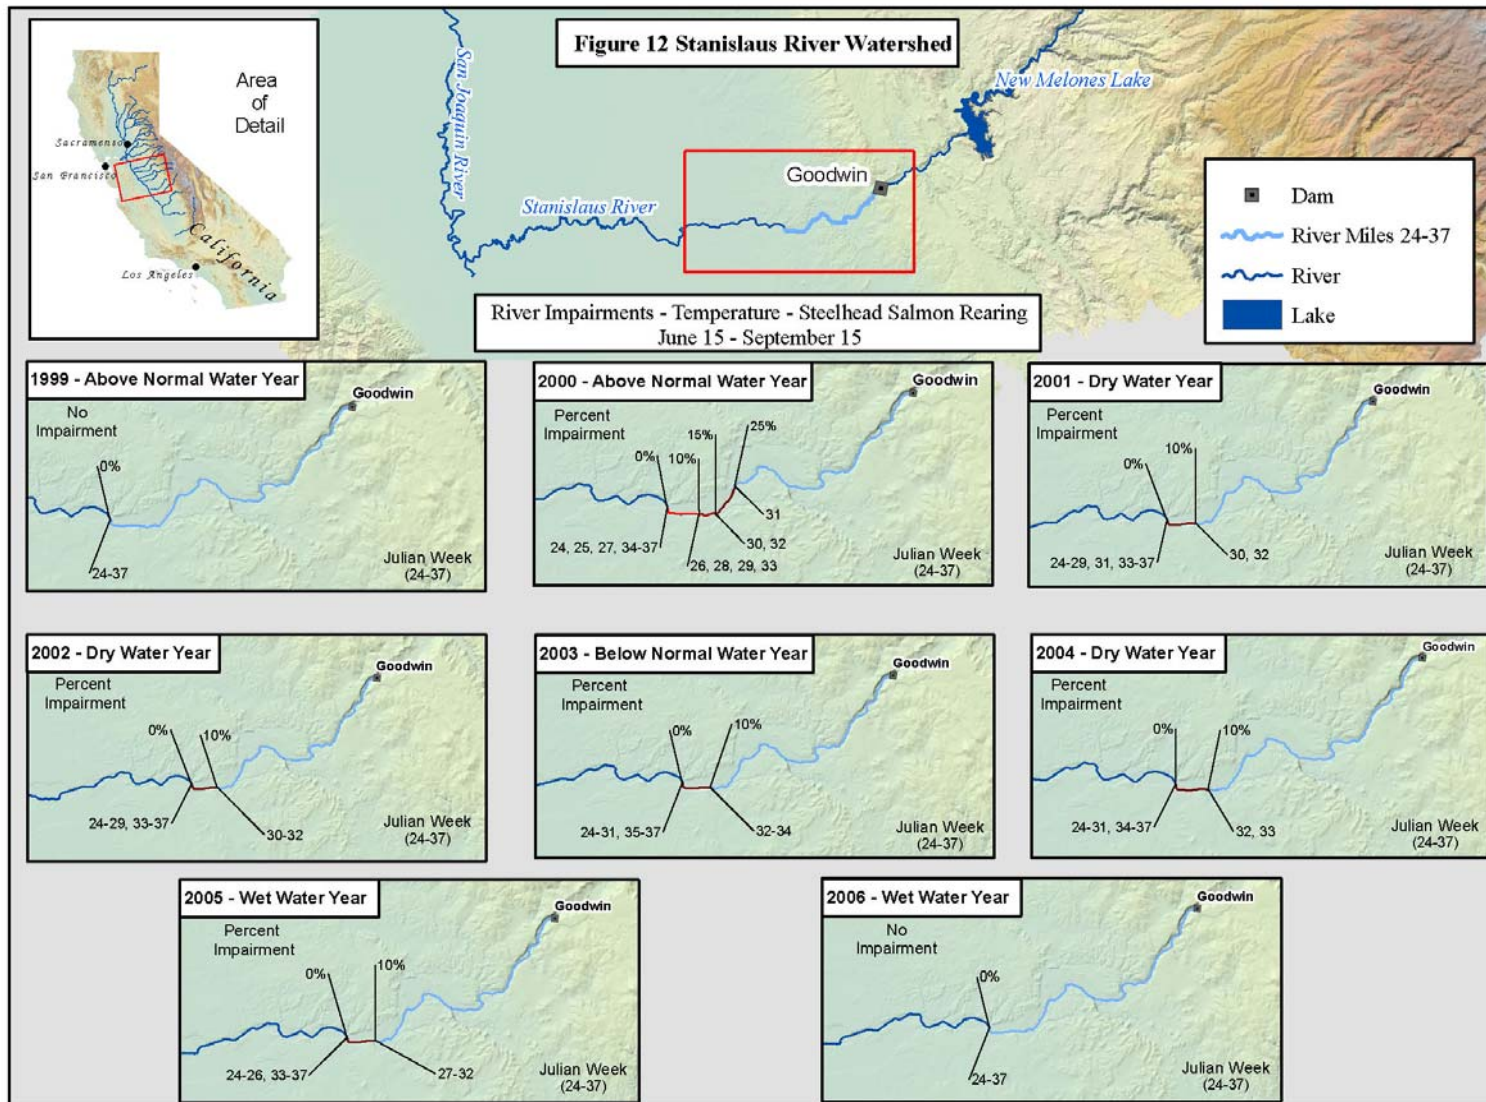 Figure 12 Stanislaus River Watershed
Area
of
Detail
Sacramenso
San Francisco
Los Angeles
California
San Joaquin River
Stanislaus River
New Melones Lake
Goodwin
Dam
River Miles 24-37
River
Lake
River Impairments - Temperature - Steelhead Salmon Rearing
June 15 - September 15
1999 - Above Normal Water Year
No
Impairment
0%
24-37
Goodwin
Julian Week
(24-37)
2000 - Above Normal Water Year
Percent
Impairment
0%
10%
15%
25%
24, 25, 27, 34-37
26, 28, 29, 33
30, 32
31
Goodwin
Julian Week
(24-37)
2001 - Dry Water Year
Percent
Impairment
0%
10%
24-29, 31, 33-37
30, 32
Goodwin
Julian Week
(24-37)
2002 - Dry Water Year
Percent
Impairment
0%
10%
24-29, 33-37
30-32
Goodwin
Julian Week
(24-37)
2003 - Below Normal Water Year
Percent
Impairment
0%
10%
24-31, 35-37
32-34
Goodwin
Julian Week
(24-37)
2004 - Dry Water Year
Percent
Impairment
0%
10%
24-31, 34-37
32, 33
Goodwin
Julian Week
(24-37)
2005 - Wet Water Year
Percent
Impairment
0%
10%
24-26, 33-37
27-32
Goodwin
Julian Week
(24-37)
2006 - Wet Water Year
No
Impairment
0%
24-37
Goodwin
Julian Week
(24-37)